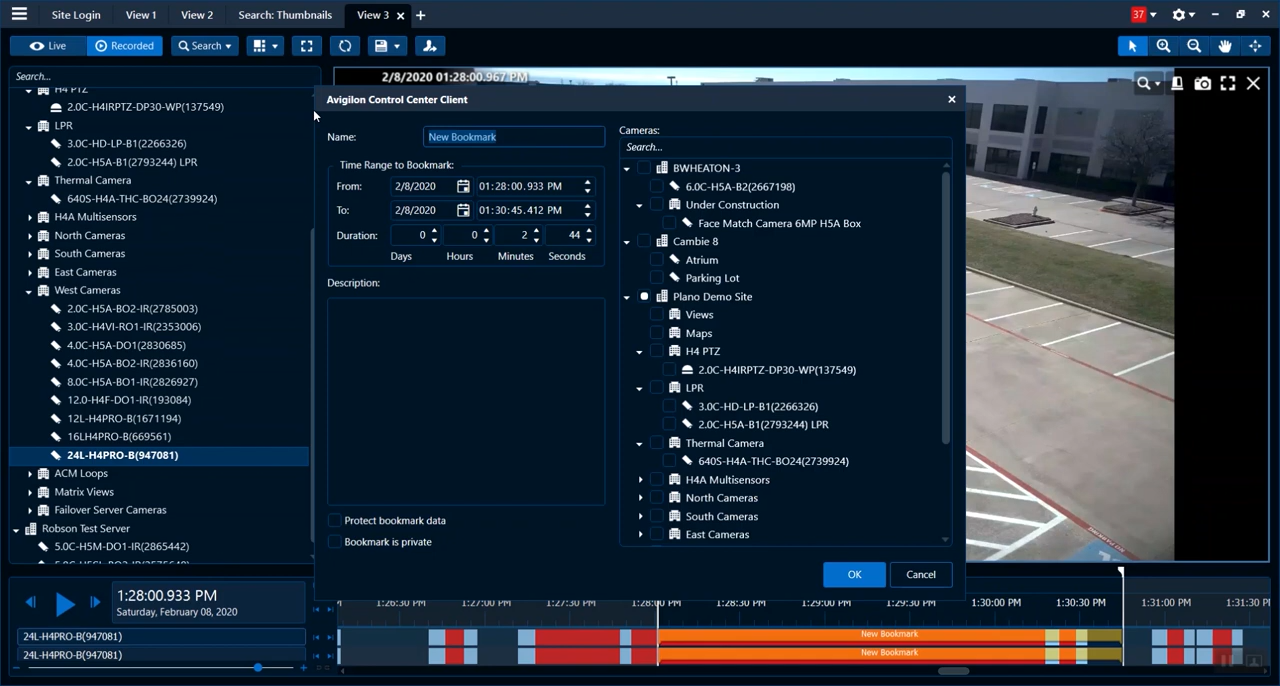 Site Login View 1 View 2 Search: Thumbnails View 3 37
Live Recorded Search
Search...
H4 PTZ
2.0C-H4IRPTZ-DP30-WP(137549)
LPR
3.0C-HD-LP-B1(2266326)
2.0C-H5A-B1(2793244) LPR
Thermal Camera
640S-H4A-THC-BO24(2739924)
H4A Multisensors
North Cameras
South Cameras
East Cameras
West Cameras
2.0C-H5A-BO2-IR(2785003)
3.0C-H4VI-RO1-IR(2353006)
4.0C-H5A-DO1(2830685)
4.0C-H5A-BO2-IR(2836160)
8.0C-H5A-BO1-IR(2826927)
12.0-H4F-DO1-IR(193084)
12L-H4PRO-B(1671194)
16LH4PRO-B(669561)
24L-H4PRO-B(947081)
ACM Loops
Matrix Views
Failover Server Cameras
Robson Test Server
5.0C-H5M-DO1-IR(2865442)
2/8/2020 01:28:00.967 PM
Avigilon Control Center Client
Name: New Bookmark
Time Range to Bookmark:
From: 2/8/2020 01:28:00.933 PM
To: 2/8/2020 01:30:45.412 PM
Duration: 0 0 2 44
Days Hours Minutes Seconds
Description:
Protect bookmark data
Bookmark is private
Cameras:
Search...
BWHEATON-3
6.0C-H5A-B2(2667198)
Under Construction
Face Match Camera 6MP H5A Box
Cambie 8
Atrium
Parking Lot
Plano Demo Site
Views
Maps
H4 PTZ
2.0C-H4IRPTZ-DP30-WP(137549)
LPR
3.0C-HD-LP-B1(2266326)
2.0C-H5A-B1(2793244) LPR
Thermal Camera
640S-H4A-THC-BO24(2739924)
H4A Multisensors
North Cameras
South Cameras
East Cameras
OK Cancel
1:28:00.933 PM
Saturday, February 08, 2020
1:26:30 PM 1:27:00 PM 1:27:30 PM 1:28:00 PM 1:28:30 PM 1:29:00 PM 1:29:30 PM 1:30:00 PM 1:30:30 PM 1:31:00 PM 1:31:30 PM
24L-H4PRO-B(947081) New Bookmark
24L-H4PRO-B(947081) New Bookmark